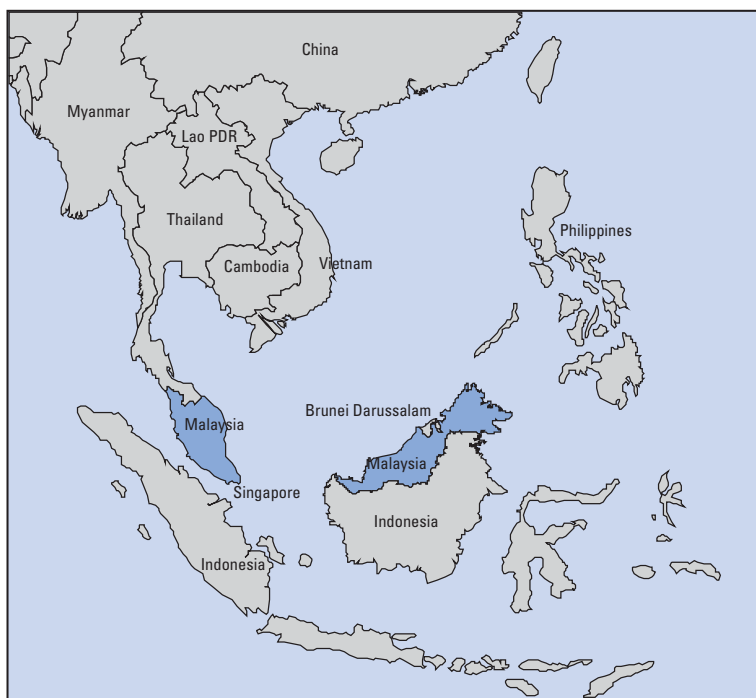 China
Myanmar
Lao PDR
Thailand
Philippines
Cambodia
Vietnam
Brunei Darussalam
Malaysia
Malaysia
Singapore
Indonesia
Indonesia